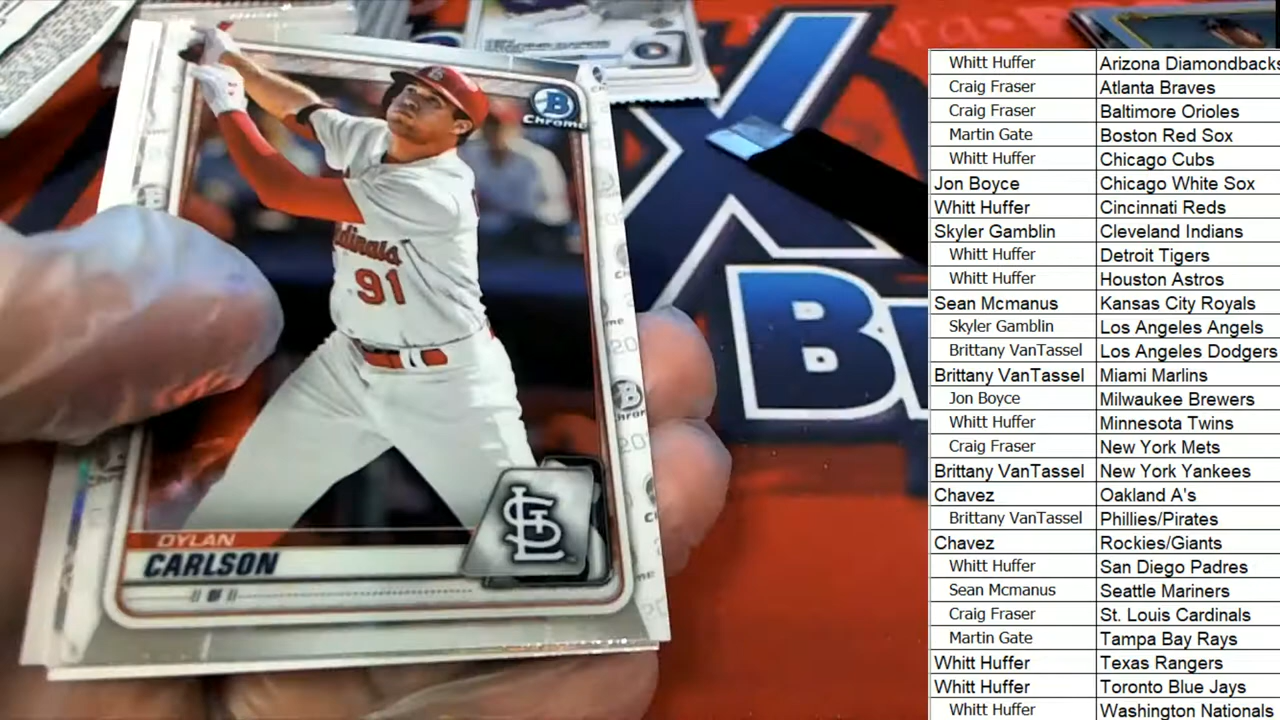 B
Chrome
Cardinals
91
DYLAN
CARLSON
STL
X
B
Whitt Huffer Arizona Diamondbacks
Craig Fraser Atlanta Braves
Craig Fraser Baltimore Orioles
Martin Gate Boston Red Sox
Whitt Huffer Chicago Cubs
Jon Boyce Chicago White Sox
Whitt Huffer Cincinnati Reds
Skyler Gamblin Cleveland Indians
Whitt Huffer Detroit Tigers
Whitt Huffer Houston Astros
Sean Mcmanus Kansas City Royals
Skyler Gamblin Los Angeles Angels
Brittany VanTassel Los Angeles Dodgers
Brittany VanTassel Miami Marlins
Jon Boyce Milwaukee Brewers
Whitt Huffer Minnesota Twins
Craig Fraser New York Mets
Brittany VanTassel New York Yankees
Chavez Oakland A's
Brittany VanTassel Phillies/Pirates
Chavez Rockies/Giants
Whitt Huffer San Diego Padres
Sean Mcmanus Seattle Mariners
Craig Fraser St. Louis Cardinals
Martin Gate Tampa Bay Rays
Whitt Huffer Texas Rangers
Whitt Huffer Toronto Blue Jays
Whitt Huffer Washington Nationals